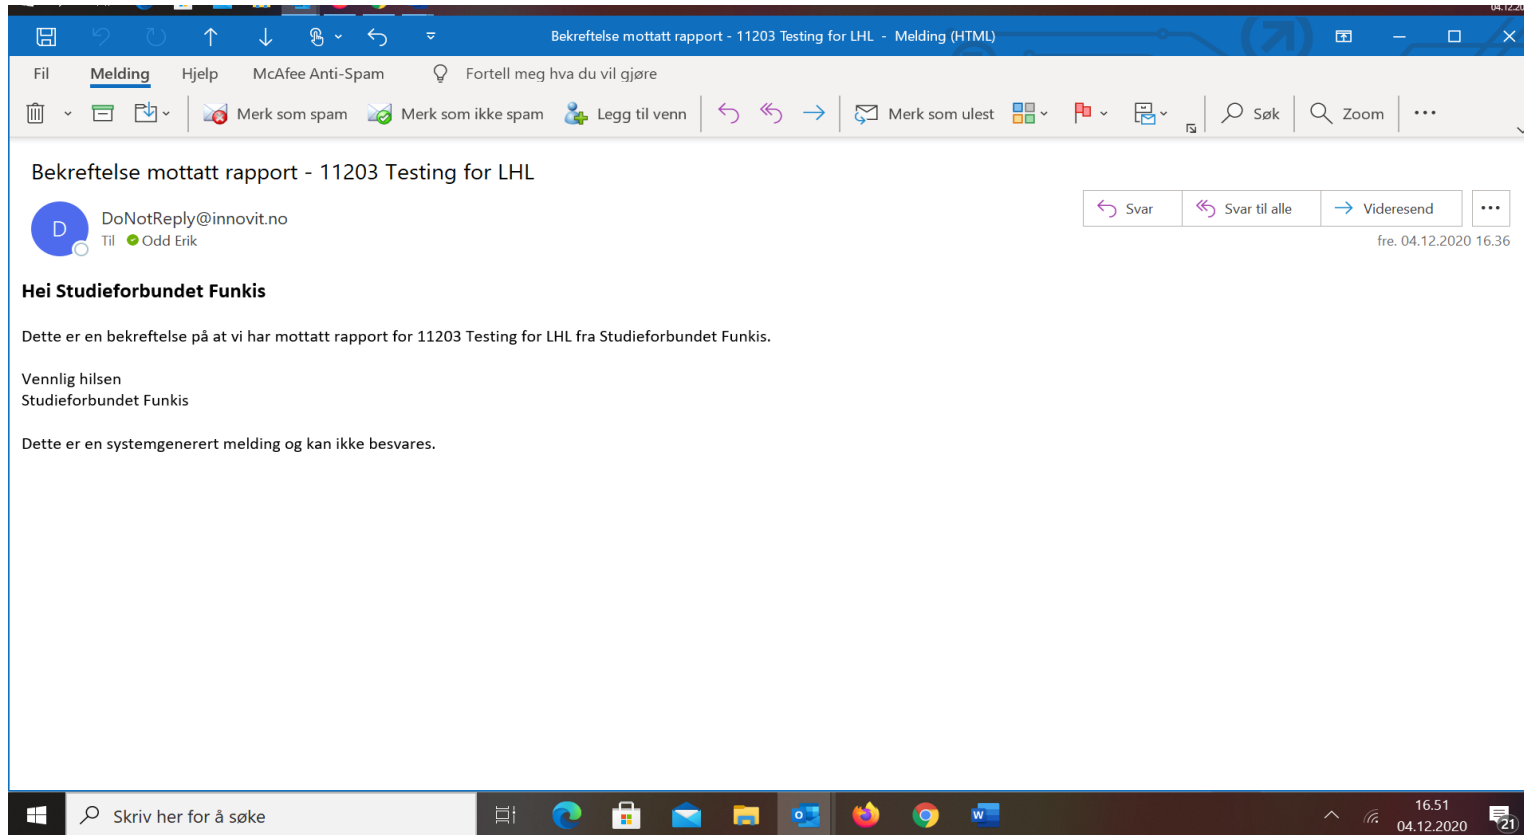 04.12.20
Bekreftelse mottatt rapport - 11203 Testing for LHL - Melding (HTML)
Fil Melding Hjelp McAfee Anti-Spam Fortell meg hva du vil gjøre
Merk som spam Merk som ikke spam Legg til venn Merk som ulest Søk Zoom
Bekreftelse mottatt rapport - 11203 Testing for LHL
D
DoNotReply@innovit.no
Til Odd Erik
Svar Svar til alle Videresend
fre. 04.12.2020 16.36
Hei Studieforbundet Funkis
Dette er en bekreftelse på at vi har mottatt rapport for 11203 Testing for LHL fra Studieforbundet Funkis.
Vennlig hilsen
Studieforbundet Funkis
Dette er en systemgenerert melding og kan ikke besvares.
Skriv her for å søke
16.51
04.12.2020
21